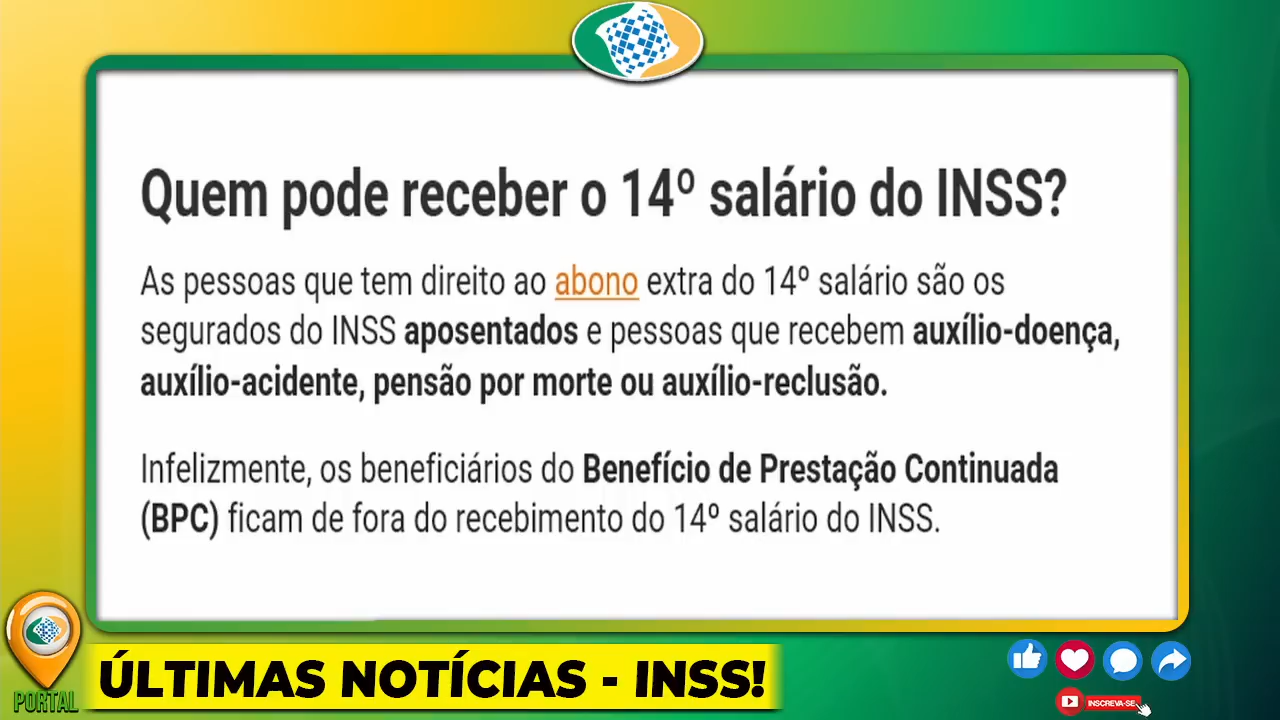 Quem pode receber o 14º salário do INSS?
As pessoas que tem direito ao abono extra do 14º salário são os
segurados do INSS aposentados e pessoas que recebem auxílio-doença,
auxílio-acidente, pensão por morte ou auxílio-reclusão.
Infelizmente, os beneficiários do Benefício de Prestação Continuada
(BPC) ficam de fora do recebimento do 14º salário do INSS.
PORTAL
ÚLTIMAS NOTÍCIAS - INSS!
INSCREVA-SE